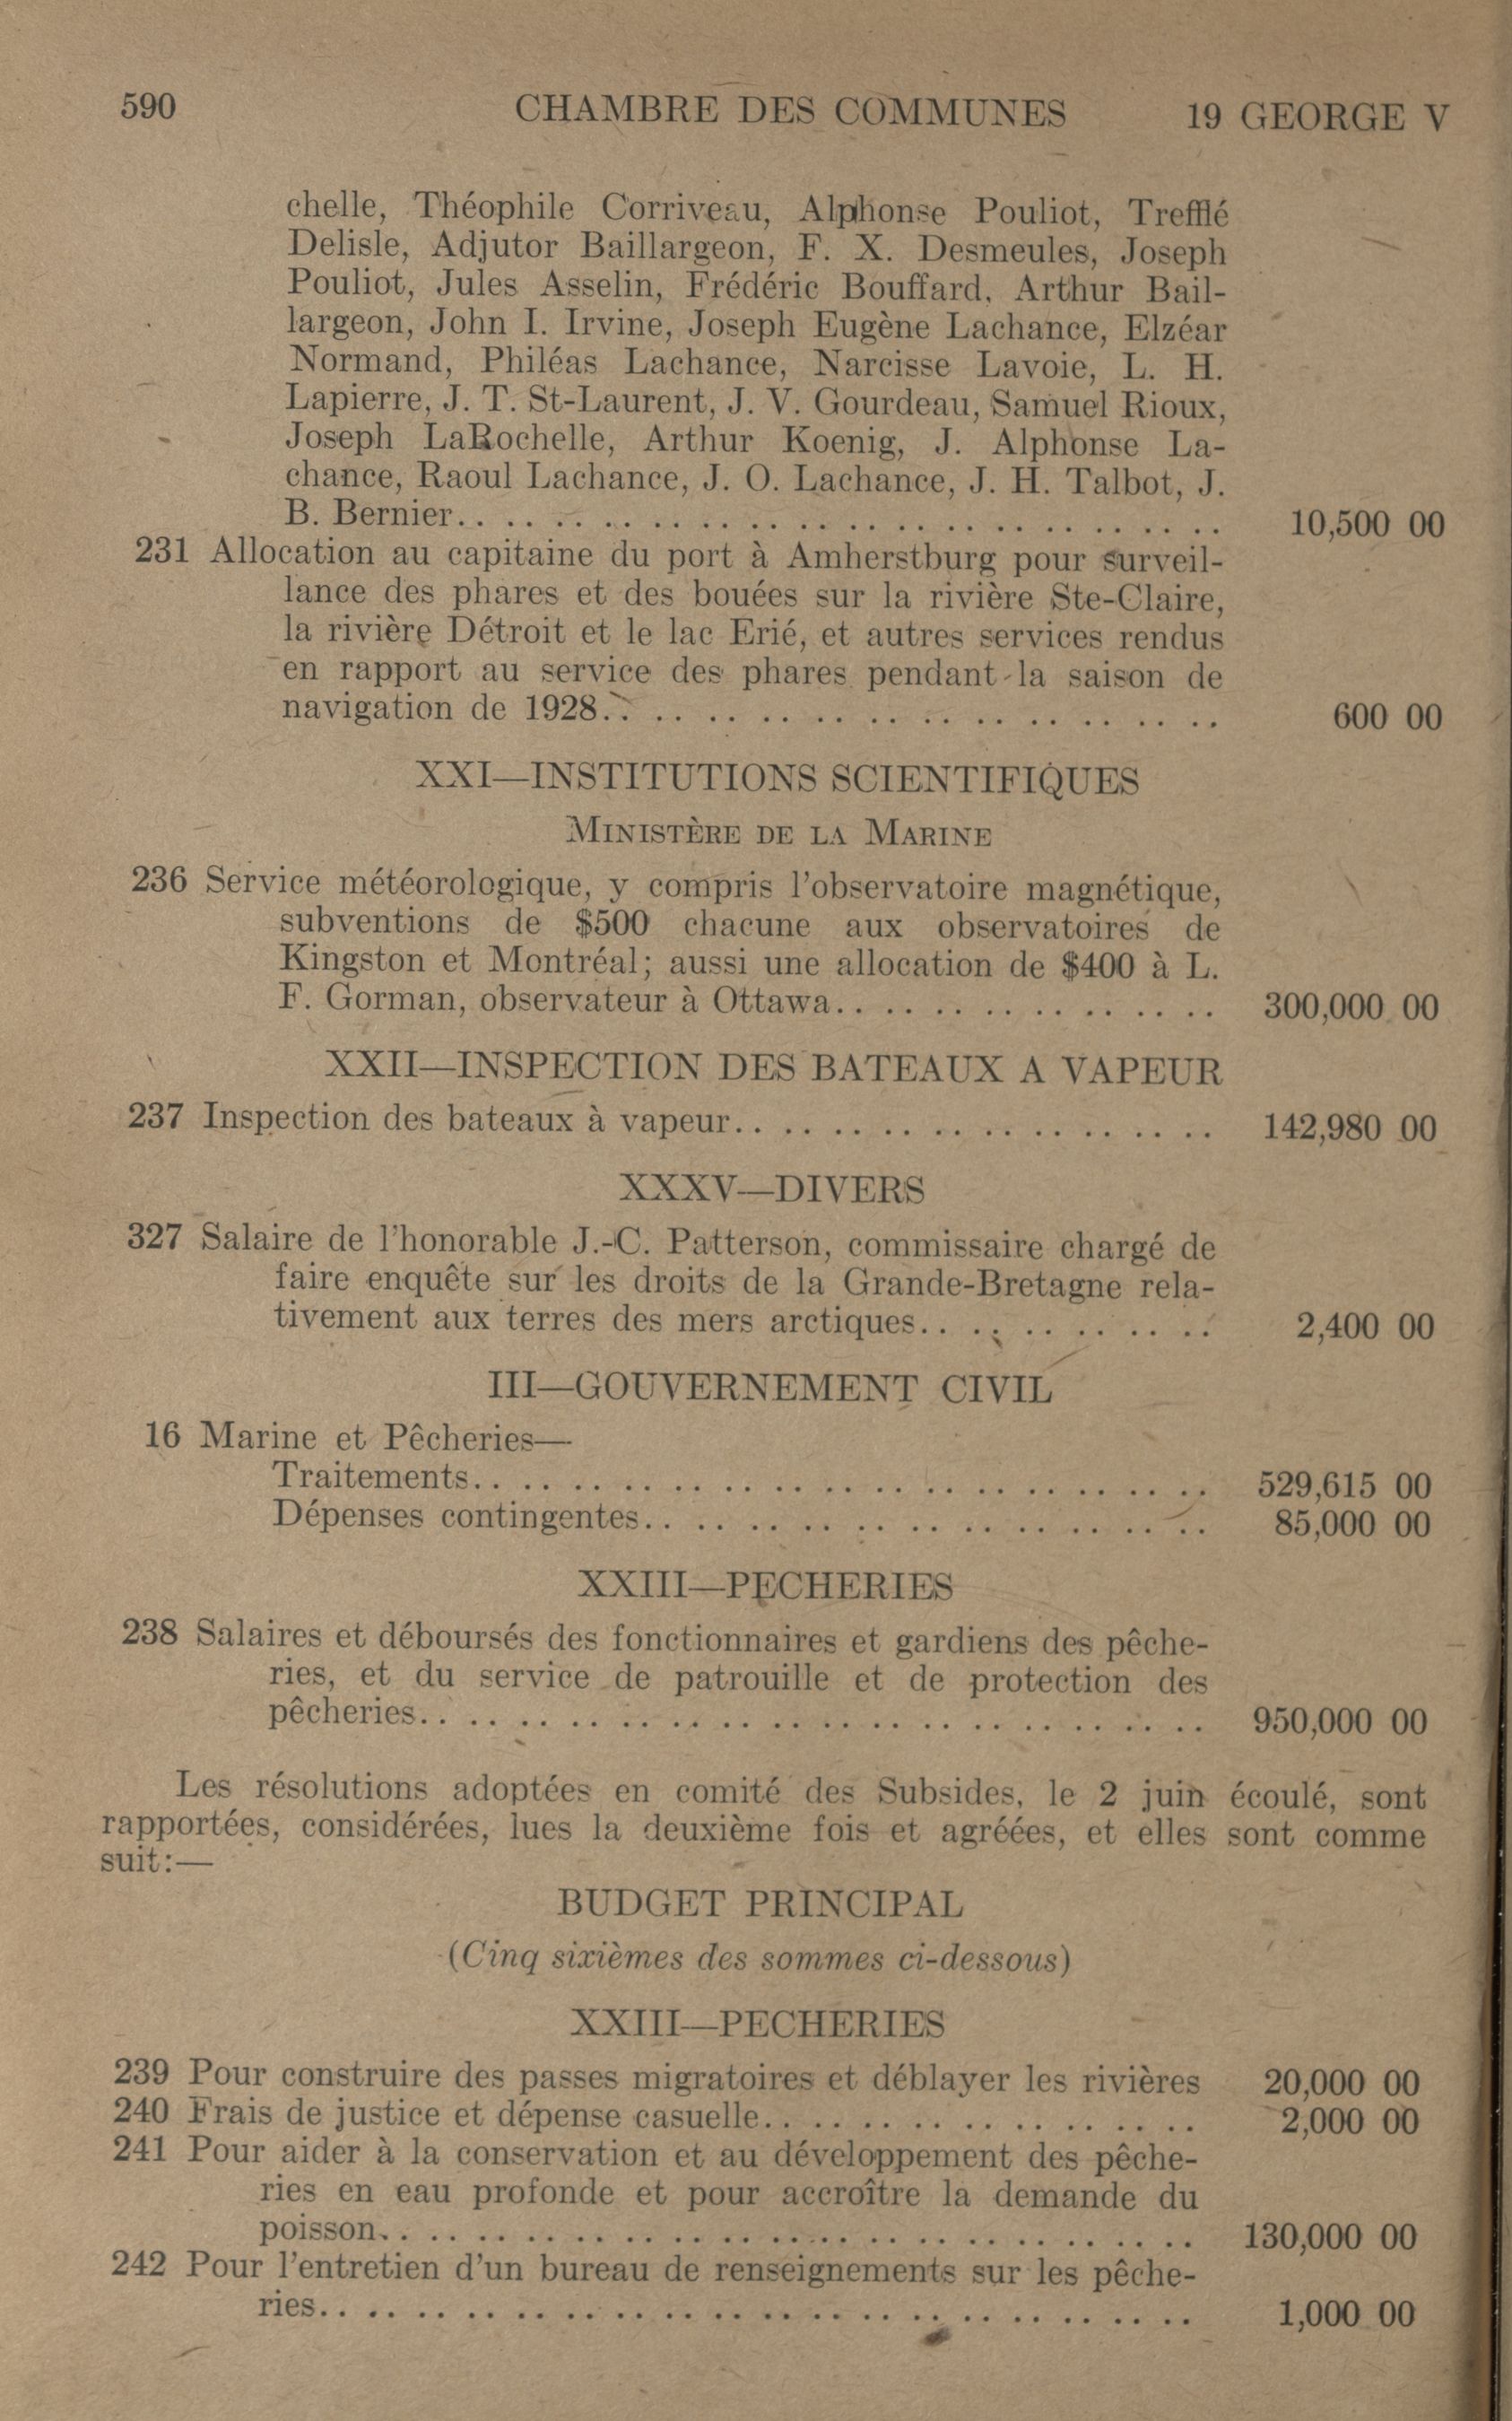 590 CHAMBRE DES COMMUNES 19 GEORGE V
chelle, Théophile Corriveau, Alphonse Pouliot, Trefflé
Delisle, Adjutor Baillargeon, F. X. Desmeules, Joseph
Pouliot, Jules Asselin, Frédéric Bouffard, Arthur Bail-
largeon, John I. Irvine, Joseph Eugène Lachance, Elzéar
Normand, Philéas Lachance, Narcisse Lavoie, L. H.
Lapierre, J. T. St-Laurent, J. V. Gourdeau, Samuel Rioux,
Joseph LaRochelle, Arthur Koenig, J. Alphonse La-
chance, Raoul Lachance, J. O. Lachance, J. H. Talbot, J.
B. Bernier.. .. .. .. .. .. .. .. .. .. .. .. .. .. .. .. 10,500 00
231 Allocation au capitaine du port à Amherstburg pour surveil-
lance des phares et des bouées sur la rivière Ste-Claire,
la rivière Détroit et le lac Erié, et autres services rendus
en rapport au service des phares pendant la saison de
navigation de 1928.. .. .. .. .. .. .. .. .. .. .. .. 600 00
XXI—INSTITUTIONS SCIENTIFIQUES
MINISTÈRE DE LA MARINE
236 Service météorologique, y compris l'observatoire magnétique,
subventions de $500 chacune aux observatoires de
Kingston et Montréal; aussi une allocation de $400 à L.
F. Gorman, observateur à Ottawa.. .. .. .. .. .. .. .. 300,000 00
XXII—INSPECTION DES BATEAUX A VAPEUR
237 Inspection des bateaux à vapeur.. .. .. .. .. .. .. .. .. .. 142,980 00
XXXV—DIVERS
327 Salaire de l'honorable J.-C. Patterson, commissaire chargé de
faire enquête sur les droits de la Grande-Bretagne rela-
tivement aux terres des mers arctiques.. .. .. .. .. .. 2,400 00
III—GOUVERNEMENT CIVIL
16 Marine et Pêcheries—
Traitements.. .. .. .. .. .. .. .. .. .. .. .. .. .. .. 529,615 00
Dépenses contingentes.. .. .. .. .. .. .. .. .. .. .. 85,000 00
XXIII—PECHERIES
238 Salaires et déboursés des fonctionnaires et gardiens des pêche-
ries, et du service de patrouille et de protection des
pêcheries.. .. .. .. .. .. .. .. .. .. .. .. .. .. .. .. 950,000 00
Les résolutions adoptées en comité des Subsides, le 2 juin écoulé, sont
rapportées, considérées, lues la deuxième fois et agréées, et elles sont comme
suit:—
BUDGET PRINCIPAL
(Cinq sixièmes des sommes ci-dessous)
XXIII—PECHERIES
239 Pour construire des passes migratoires et déblayer les rivières 20,000 00
240 Frais de justice et dépense casuelle.. .. .. .. .. .. .. .. .. 2,000 00
241 Pour aider à la conservation et au développement des pêche-
ries en eau profonde et pour accroître la demande du
poisson.. .. .. .. .. .. .. .. .. .. .. .. .. .. .. .. .. 130,000 00
242 Pour l'entretien d'un bureau de renseignements sur les pêche-
ries.. .. .. .. .. .. .. .. .. .. .. .. .. .. .. .. .. .. 1,000 00